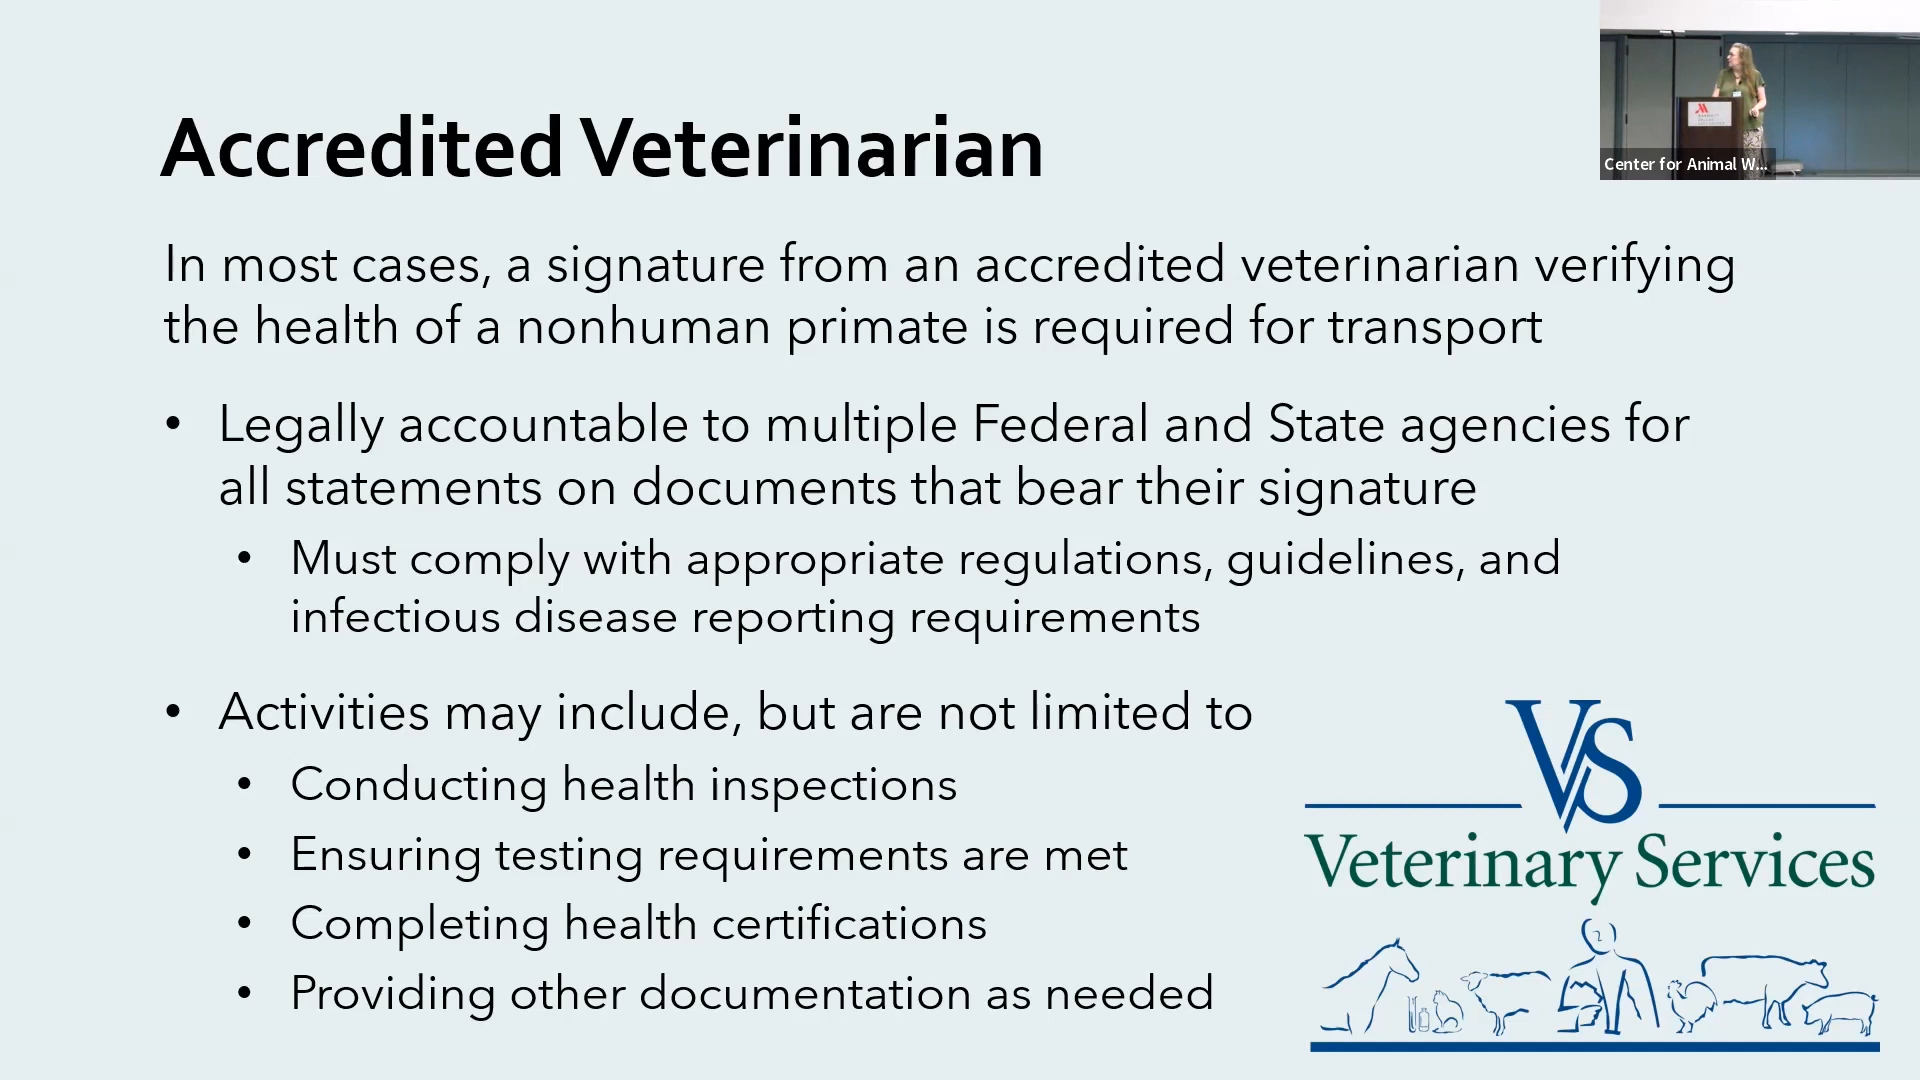 Accredited Veterinarian
In most cases, a signature from an accredited veterinarian verifying
the health of a nonhuman primate is required for transport
• Legally accountable to multiple Federal and State agencies for
all statements on documents that bear their signature
• Must comply with appropriate regulations, guidelines, and
infectious disease reporting requirements
• Activities may include, but are not limited to
• Conducting health inspections
• Ensuring testing requirements are met
• Completing health certifications
• Providing other documentation as needed
VS
Veterinary Services
Center for Animal W...